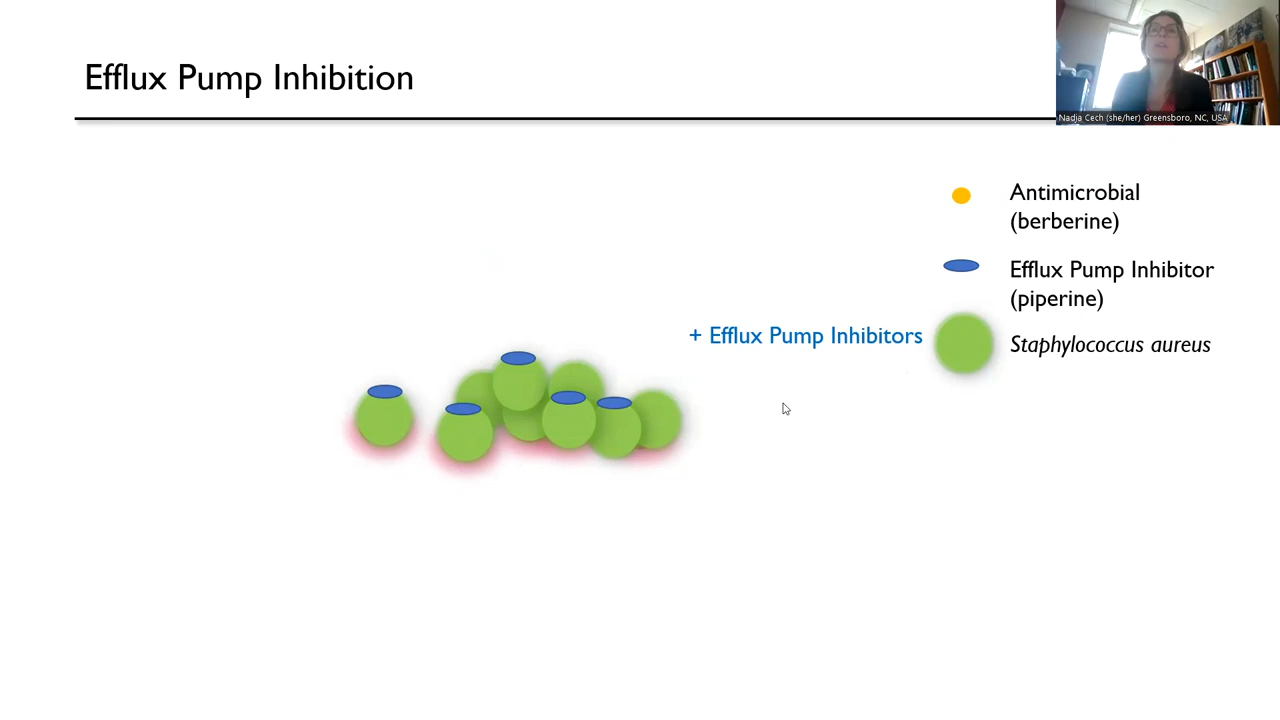 Efflux Pump Inhibition
Nadja Cech (she/her) Greensboro, NC, USA
Antimicrobial
(berberine)
Efflux Pump Inhibitor
(piperine)
+ Efflux Pump Inhibitors
Staphylococcus aureus